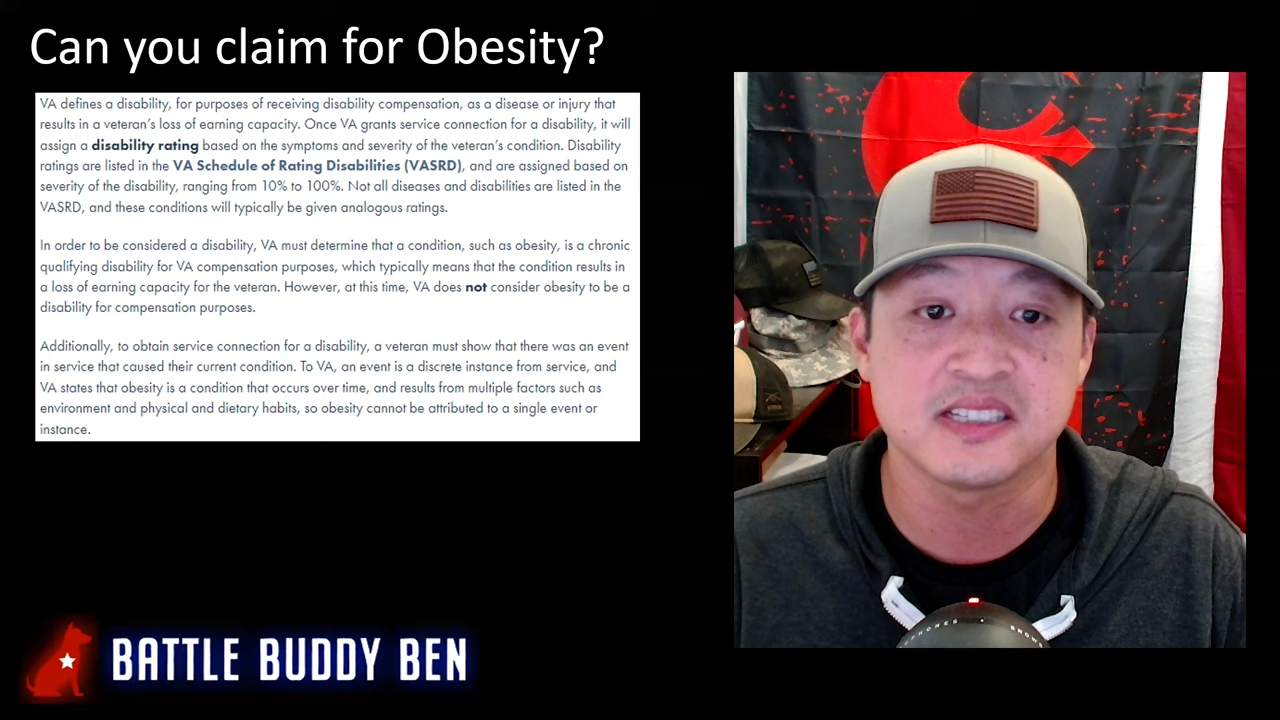 Can you claim for Obesity?
VA defines a disability, for purposes of receiving disability compensation, as a disease or injury that
results in a veteran's loss of earning capacity. Once VA grants service connection for a disability, it will
assign a disability rating based on the symptoms and severity of the veteran's condition. Disability
ratings are listed in the VA Schedule of Rating Disabilities (VASRD), and are assigned based on
severity of the disability, ranging from 10% to 100%. Not all diseases and disabilities are listed in the
VASRD, and these conditions will typically be given analogous ratings.
In order to be considered a disability, VA must determine that a condition, such as obesity, is a chronic
qualifying disability for VA compensation purposes, which typically means that the condition results in
a loss of earning capacity for the veteran. However, at this time, VA does not consider obesity to be a
disability for compensation purposes.
Additionally, to obtain service connection for a disability, a veteran must show that there was an event
in service that caused their current condition. To VA, an event is a discrete instance from service, and
VA states that obesity is a condition that occurs over time, and results from multiple factors such as
environment and physical and dietary habits, so obesity cannot be attributed to a single event or
instance.
BATTLE BUDDY BEN